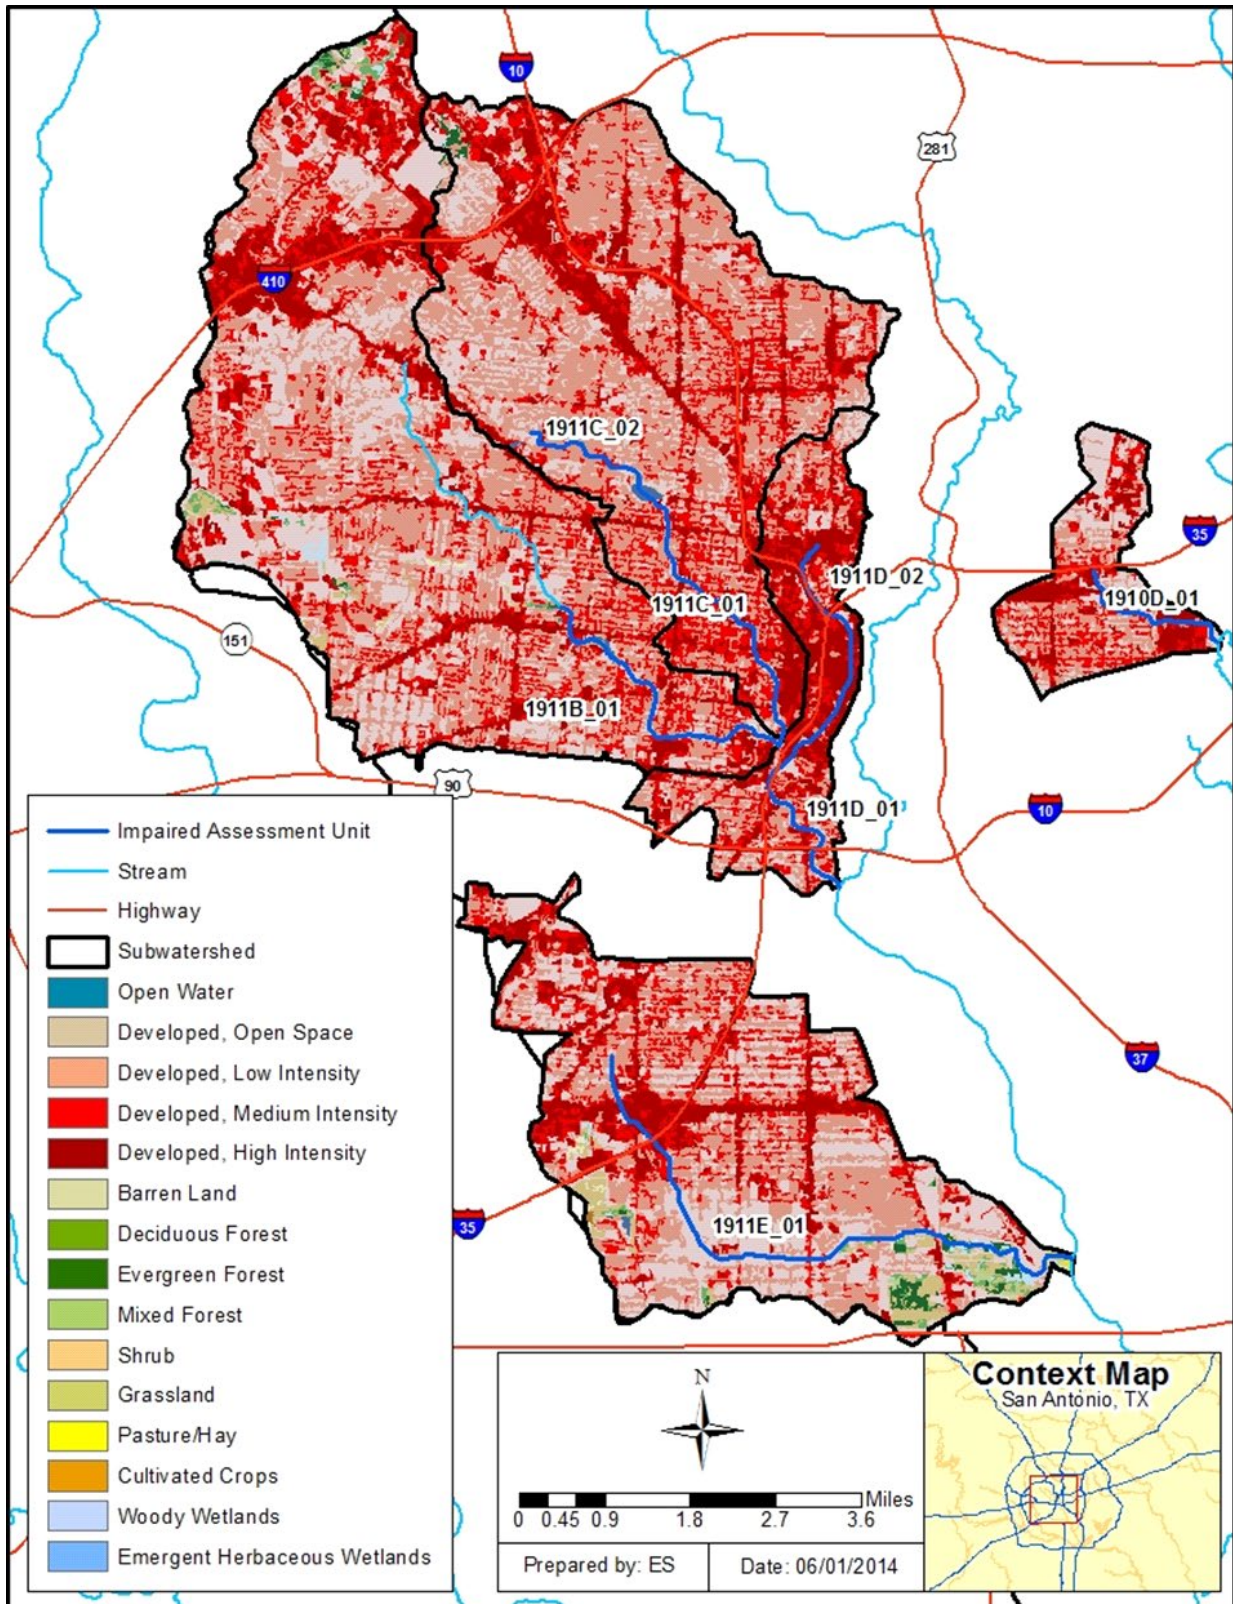 10
281
410
1911C_02
35
1911D_02
1911C_01
1910D_01
151
1911B_01
90
1911D_01
10
Impaired Assessment Unit
Stream
Highway
Subwatershed
Open Water
Developed, Open Space
Developed, Low Intensity
Developed, Medium Intensity
Developed, High Intensity
Barren Land
Deciduous Forest
Evergreen Forest
Mixed Forest
Shrub
Grassland
Pasture/Hay
Cultivated Crops
Woody Wetlands
Emergent Herbaceous Wetlands
37
35
1911E_01
N
Miles
0 0.45 0.9 1.8 2.7 3.6
Prepared by: ES
Date: 06/01/2014
Context Map
San Antonio, TX